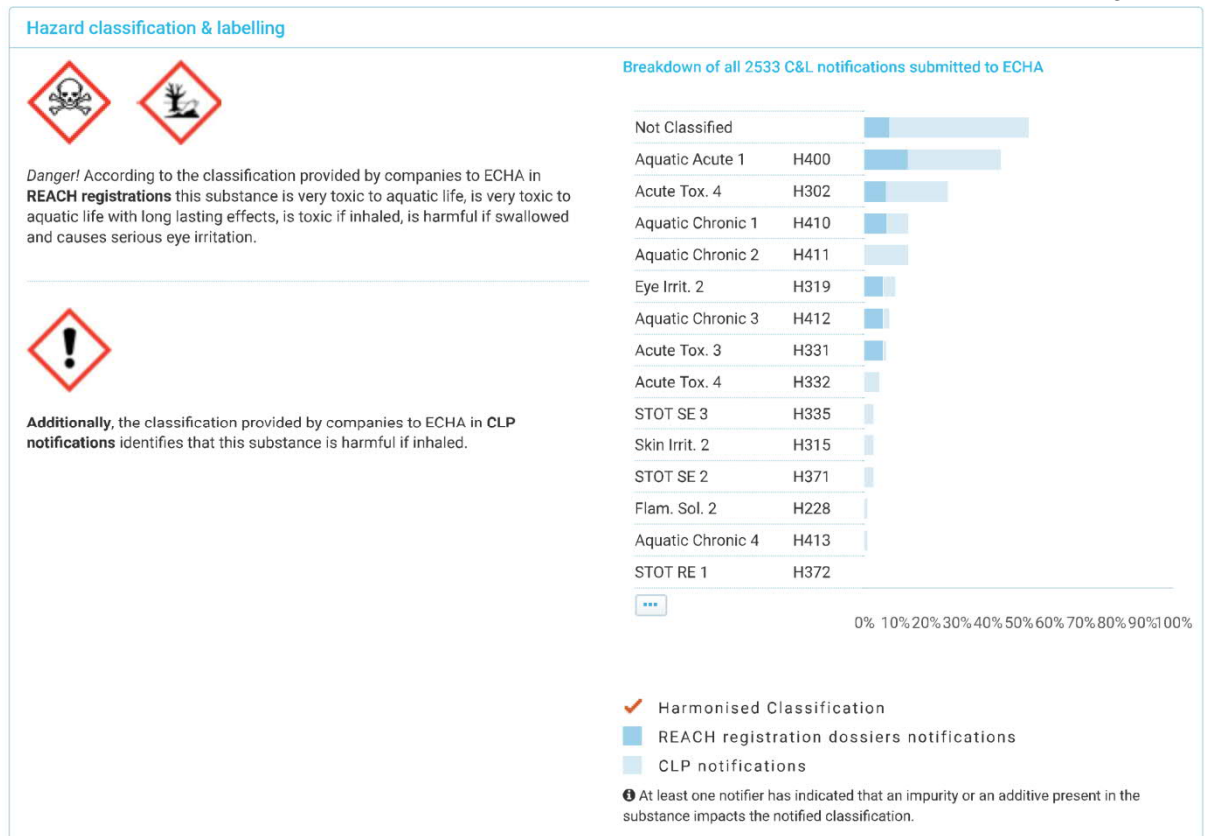 Hazard classification & labelling
Danger! According to the classification provided by companies to ECHA in
REACH registrations this substance is very toxic to aquatic life, is very toxic to
aquatic life with long lasting effects, is toxic if inhaled, is harmful if swallowed
and causes serious eye irritation.
Additionally, the classification provided by companies to ECHA in CLP
notifications identifies that this substance is harmful if inhaled.
Breakdown of all 2533 C&L notifications submitted to ECHA
Not Classified
Aquatic Acute 1 H400
Acute Tox. 4 H302
Aquatic Chronic 1 H410
Aquatic Chronic 2 H411
Eye Irrit. 2 H319
Aquatic Chronic 3 H412
Acute Tox. 3 H331
Acute Tox. 4 H332
STOT SE 3 H335
Skin Irrit. 2 H315
STOT SE 2 H371
Flam. Sol. 2 H228
Aquatic Chronic 4 H413
STOT RE 1 H372
0% 10%20%30%40%50%60%70%80%90%100%
Harmonised Classification
REACH registration dossiers notifications
CLP notifications
At least one notifier has indicated that an impurity or an additive present in the
substance impacts the notified classification.